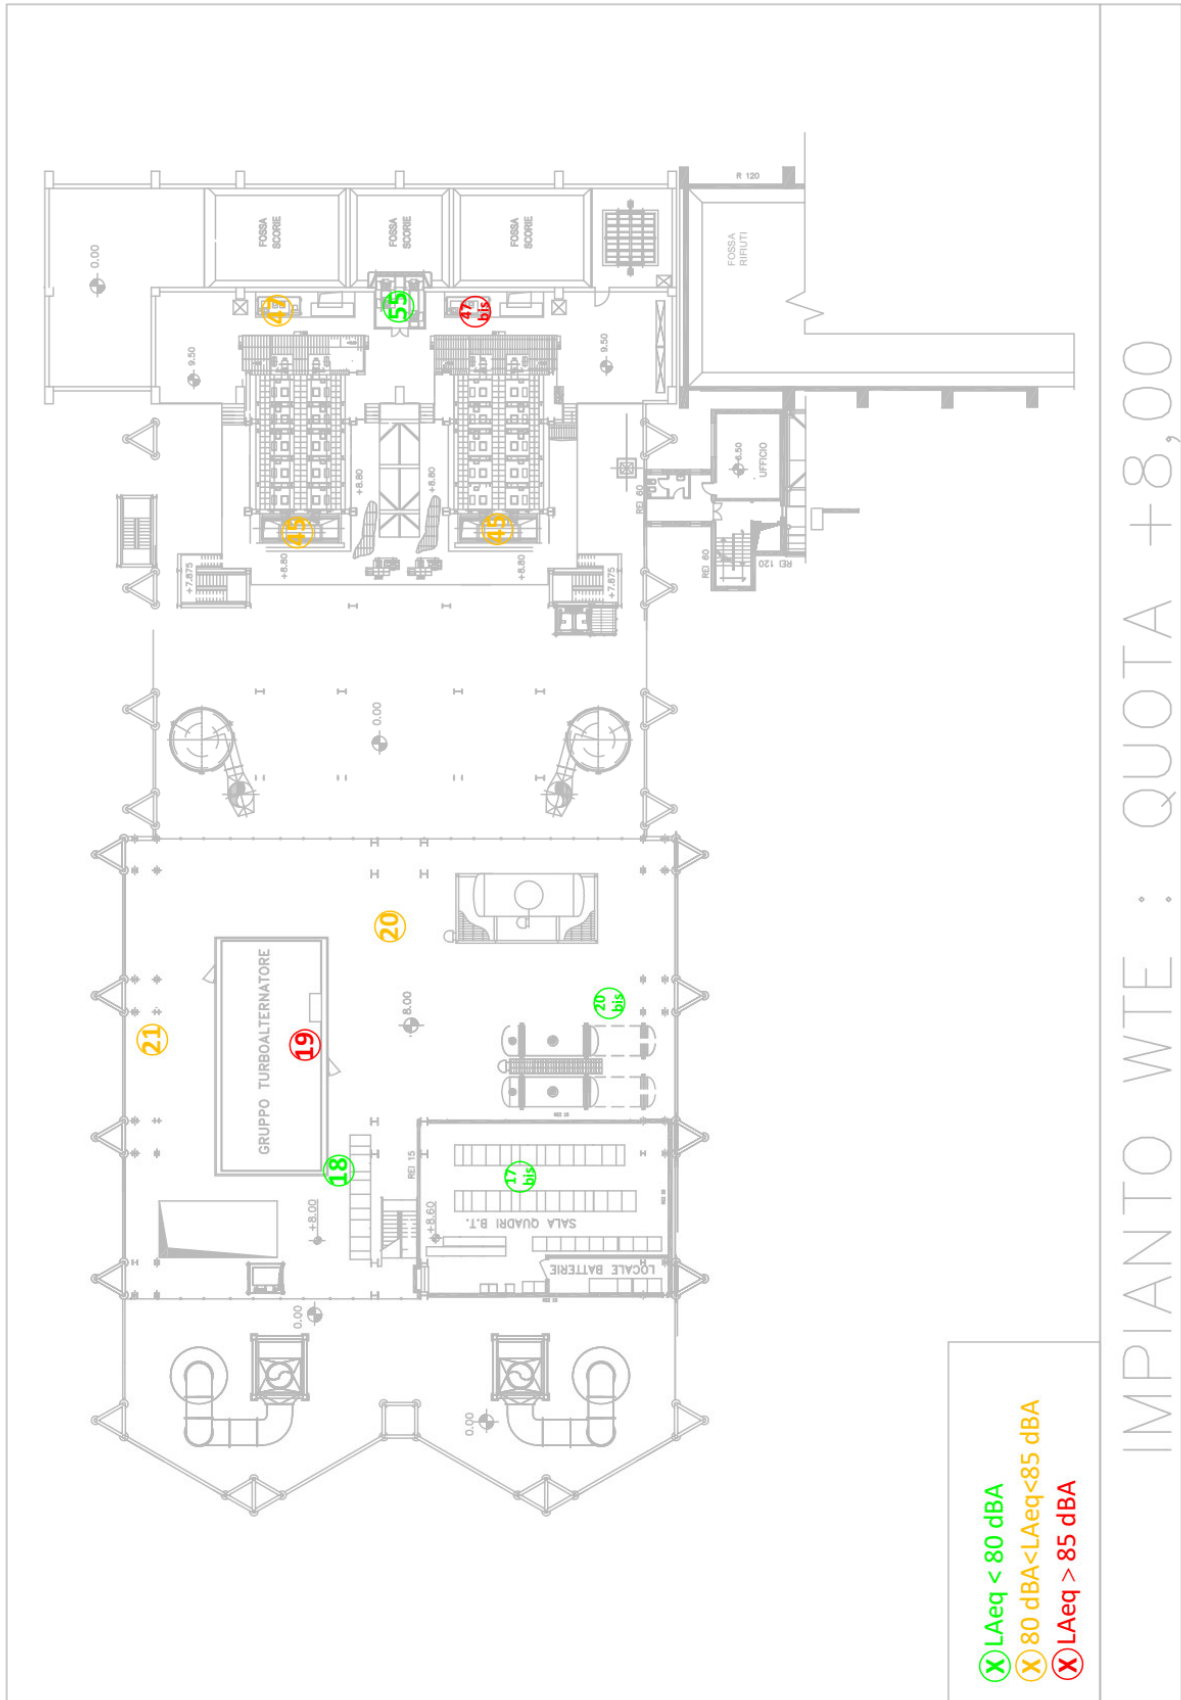 R 120
0.00
FOSSA
SCORIE
FOSSA
SCORIE
FOSSA
SCORIE
FOSSA
RIFIUTI
47
55
47
bis
9.50
9.50
+8.80
+8.80
6.50
UFFICIO
REI 60
45
45
REI 60
REI 120
+8.80
+8.80
+7.875
+7.875
0.00
20
GRUPPO TURBOALTERNATORE
20
bis
8.00
21
19
18
REI 15
17
bis
+8.00
+8.60
SALA QUADRI B.T.
LOCALE BATTERIE
0.00
0.00
X LAeq < 80 dBA
X 80 dBA<LAeq<85 dBA
X LAeq > 85 dBA
IMPIANTO WTE : QUOTA +8,00